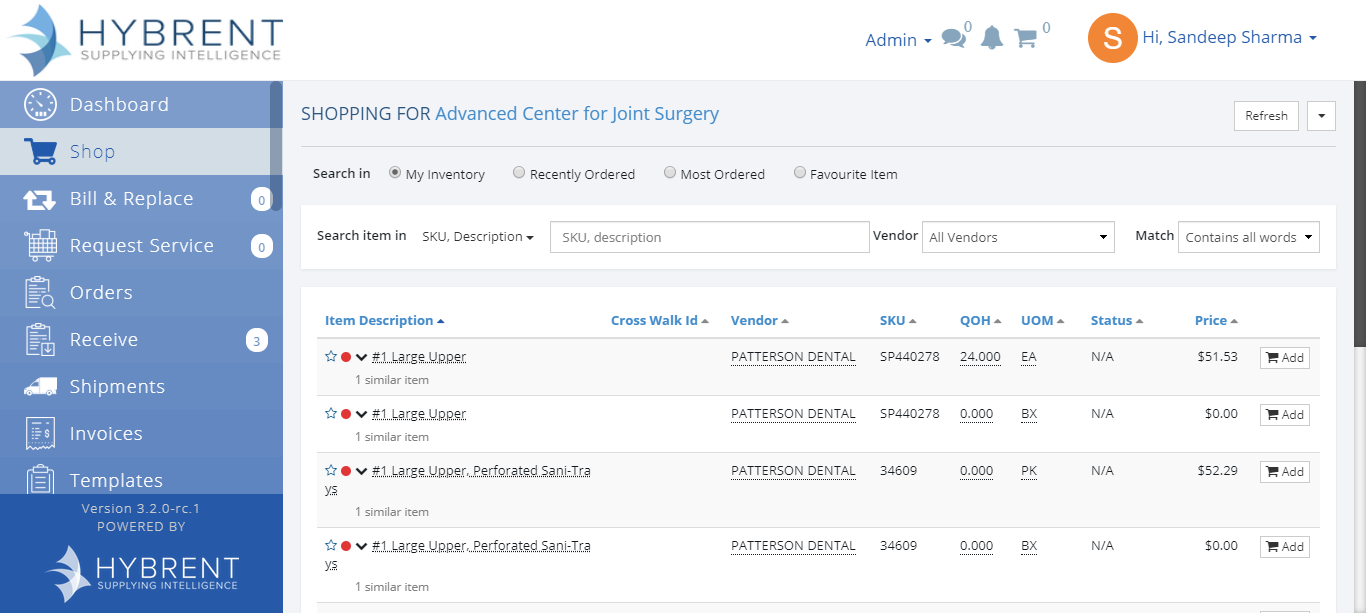 HYBRENT
SUPPLYING INTELLIGENCE
Admin 0 0 S Hi, Sandeep Sharma
Dashboard
Shop
Bill & Replace 0
Request Service 0
Orders
Receive 3
Shipments
Invoices
Templates
Version 3.2.0-rc.1
POWERED BY
HYBRENT
SUPPLYING INTELLIGENCE
SHOPPING FOR Advanced Center for Joint Surgery Refresh
Search in My Inventory Recently Ordered Most Ordered Favourite Item
Search item in SKU, Description SKU, description Vendor All Vendors Match Contains all words
Item Description Cross Walk Id Vendor SKU QOH UOM Status Price
#1 Large Upper PATTERSON DENTAL SP440278 24.000 EA N/A $51.53 Add
1 similar item
#1 Large Upper PATTERSON DENTAL SP440278 0.000 BX N/A $0.00 Add
1 similar item
#1 Large Upper, Perforated Sani-Tra PATTERSON DENTAL 34609 0.000 PK N/A $52.29 Add
ys
1 similar item
#1 Large Upper, Perforated Sani-Tra PATTERSON DENTAL 34609 0.000 BX N/A $0.00 Add
ys
1 similar item